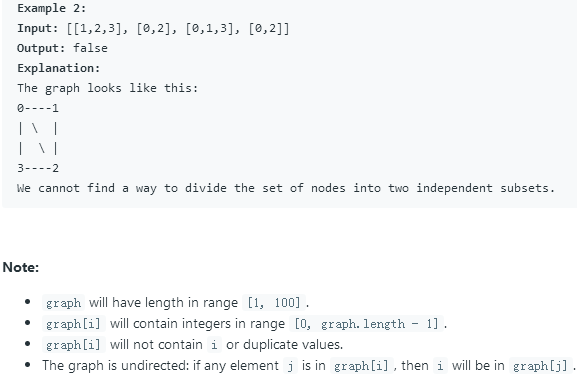 Example 2:
Input: [[1,2,3], [0,2], [0,1,3], [0,2]]
Output: false
Explanation:
The graph looks like this:
0----1
| \  |
|  \ |
3----2
We cannot find a way to divide the set of nodes into two independent subsets.
Note:
• graph will have length in range [1, 100].
• graph[i] will contain integers in range [0, graph.length - 1].
• graph[i] will not contain i or duplicate values.
• The graph is undirected: if any element j is in graph[i], then i will be in graph[j].